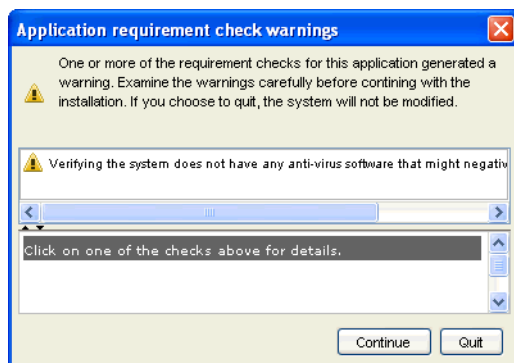 Application requirement check warnings
One or more of the requirement checks for this application generated a
warning. Examine the warnings carefully before contining with the
installation. If you choose to quit, the system will not be modified.
Verifying the system does not have any anti-virus software that might negativ
Click on one of the checks above for details.
Continue Quit